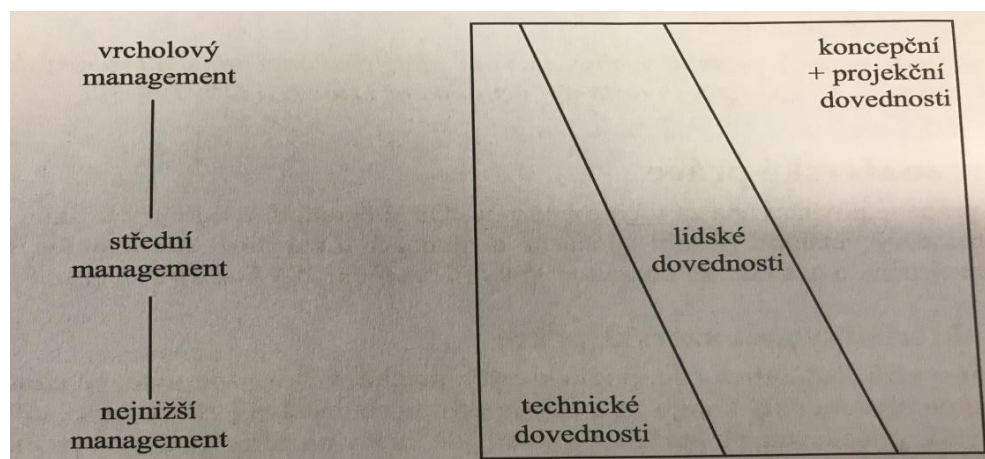 vrcholový
management
střední
management
nejnižší
management
koncepční
+ projekční
dovednosti
lidské
dovednosti
technické
dovednosti